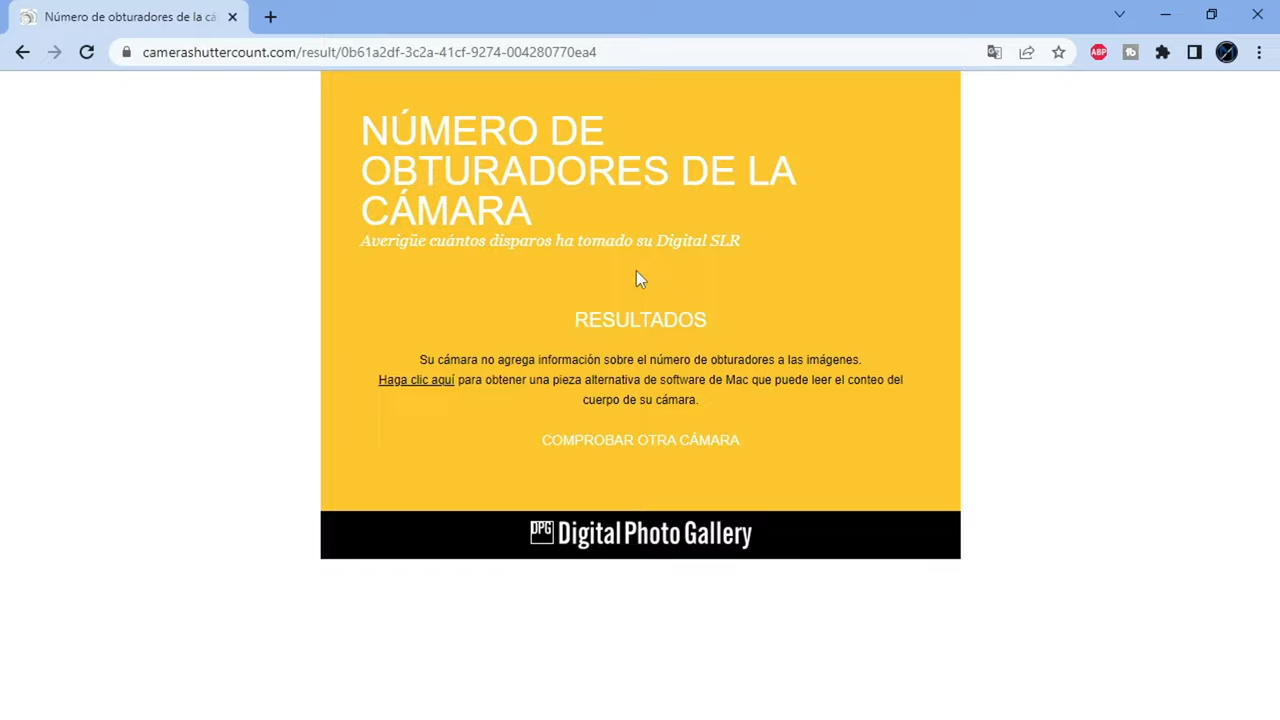 Número de obturadores de la cá
camerashuttercount.com/result/0b61a2df-3c2a-41cf-9274-004280770ea4
ABP
NÚMERO DE
OBTURADORES DE LA
CÁMARA
Averigüe cuántos disparos ha tomado su Digital SLR
RESULTADOS
Su cámara no agrega información sobre el número de obturadores a las imágenes.
Haga clic aquí para obtener una pieza alternativa de software de Mac que puede leer el conteo del
cuerpo de su cámara.
COMPROBAR OTRA CÁMARA
DPG Digital Photo Gallery